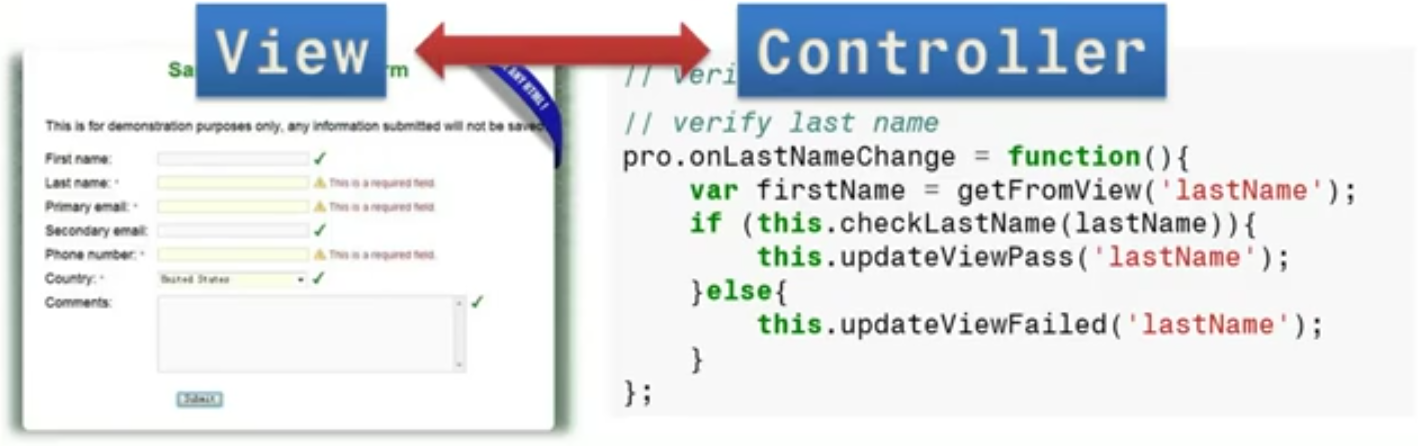 View
Controller
Sa
rm
ANY HTML!
This is for demonstration purposes only, any information submitted will not be saved
First name:
Last name: *
This is a required field.
Primary email: *
This is a required field.
Secondary email:
Phone number: *
This is a required field.
Country: *
United States
Comments:
Submit
// veri
// verify last name
pro.onLastNameChange = function(){
var firstName = getFromView('lastName');
if (this.checkLastName(lastName)){
this.updateViewPass('lastName');
}else{
this.updateViewFailed('lastName');
}
};